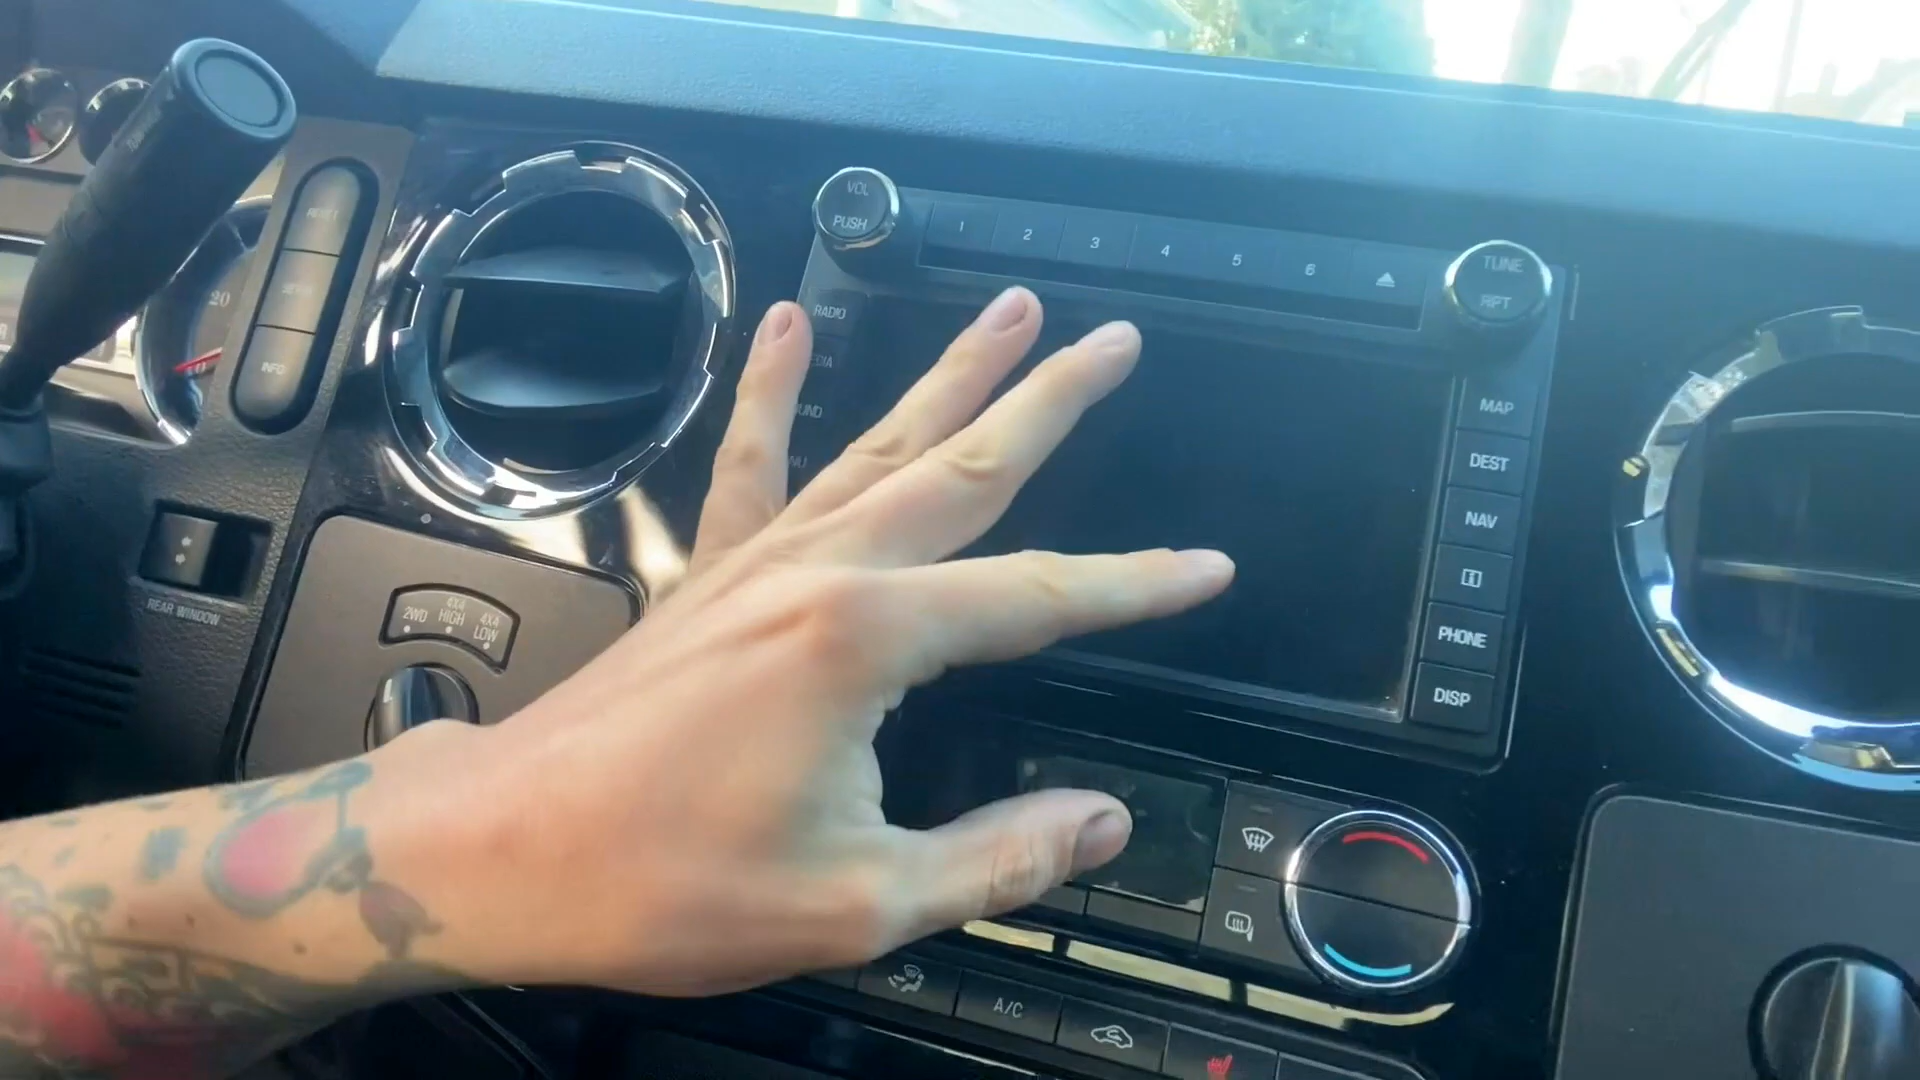 VOL
PUSH
1
2
3
4
5
6
TUNE
RPT
RADIO
RESET
SETUP
INFO
20
MAP
DEST
NAV
i
PHONE
DISP
2WD
4X4
HIGH
4X4
LOW
REAR WINDOW
A/C